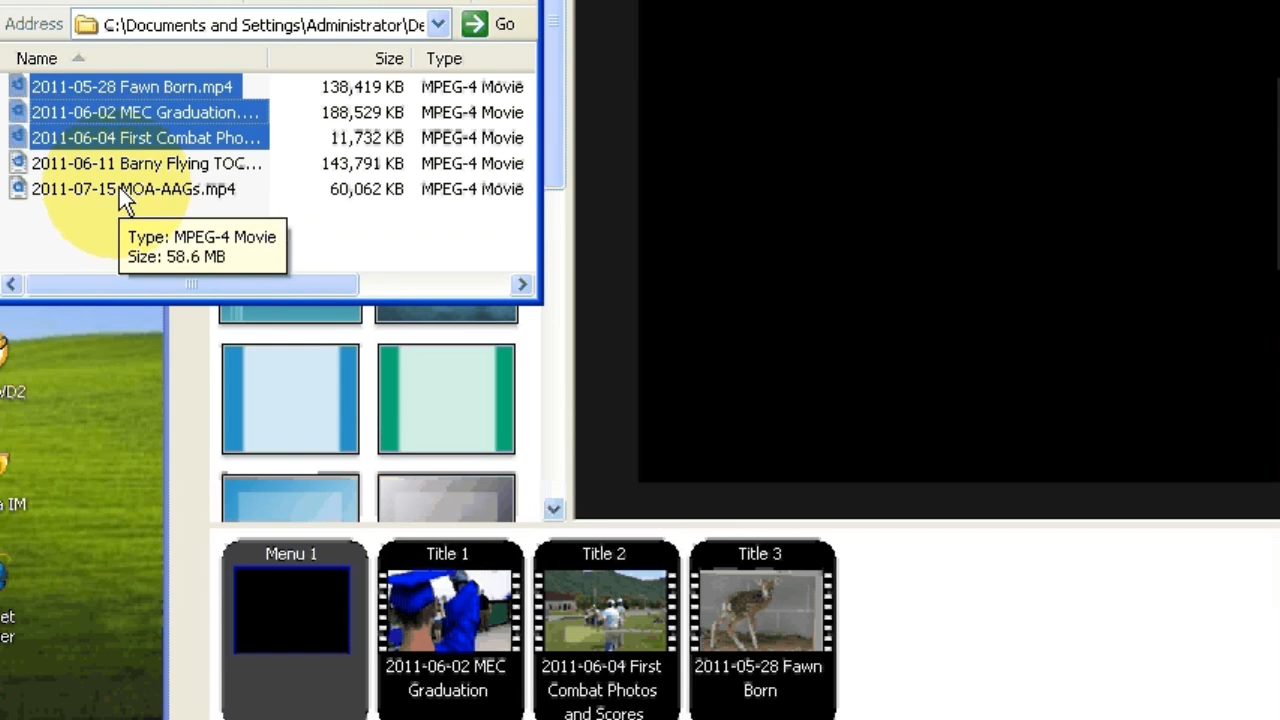 Address C:\Documents and Settings\Administrator\De Go
Name Size Type
2011-05-28 Fawn Born.mp4 138,419 KB MPEG-4 Movie
2011-06-02 MEC Graduation.... 188,529 KB MPEG-4 Movie
2011-06-04 First Combat Pho... 11,732 KB MPEG-4 Movie
2011-06-11 Barny Flying TOC... 143,791 KB MPEG-4 Movie
2011-07-15 MOA-AAGs.mp4 60,062 KB MPEG-4 Movie
Type: MPEG-4 Movie
Size: 58.6 MB
VD2
IM
et
er
Menu 1
Title 1
Title 2
Title 3
2011-06-02 MEC
Graduation
2011-06-04 First
Combat Photos
and Scores
2011-05-28 Fawn
Born